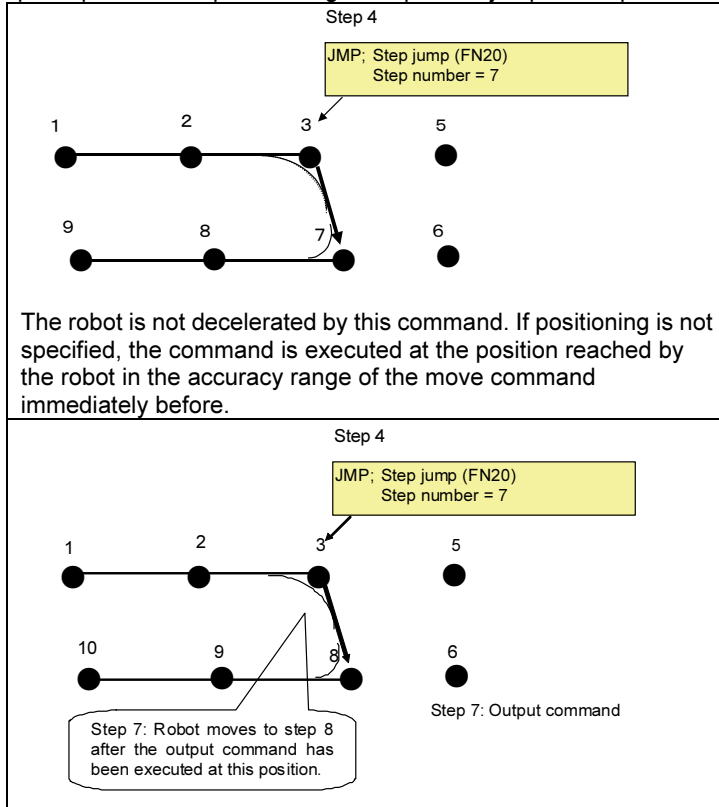 Step 4
JMP; Step jump (FN20)
Step number = 7
1 2 3 5
9 8 7 6
The robot is not decelerated by this command. If positioning is not
specified, the command is executed at the position reached by
the robot in the accuracy range of the move command
immediately before.
Step 4
JMP; Step jump (FN20)
Step number = 7
1 2 3 5
10 9 8 6
Step 7: Output command
Step 7: Robot moves to step 8
after the output command has
been executed at this position.